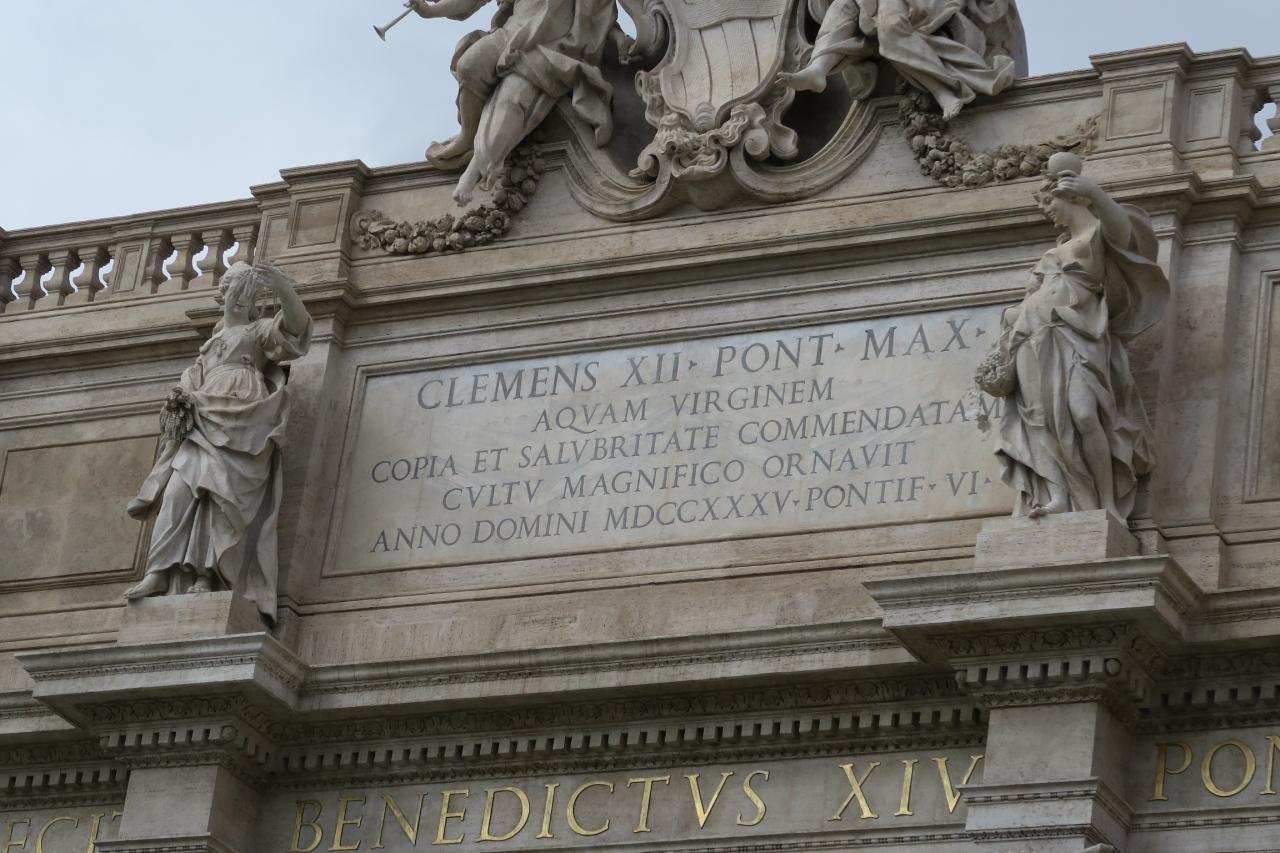 CLEMENS XII · PONT · MAX ·
AQVAM VIRGINEM
COPIA ET SALVBRITATE COMMENDATAM
CVLTV MAGNIFICO ORNAVIT
ANNO DOMINI MDCCXXXV · PONTIF · VI ·
BENEDICTVS XIV